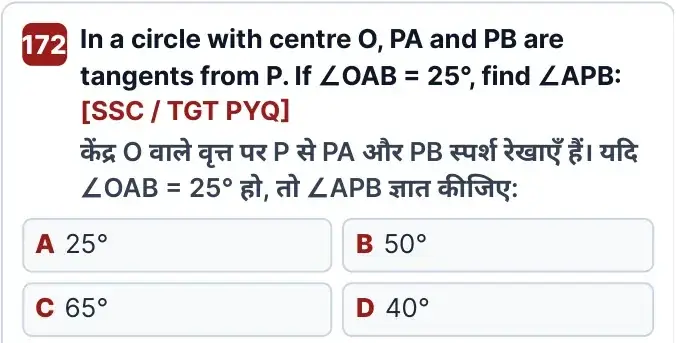 172 In a circle with centre O, PA and PB are
tangents from P. If ∠OAB = 25°, find ∠APB:
[SSC / TGT PYQ]
केंद्र O वाले वृत्त पर P से PA और PB स्पर्श रेखाएँ हैं। यदि
∠OAB = 25° हो, तो ∠APB ज्ञात कीजिए:
A 25°
B 50°
C 65°
D 40°